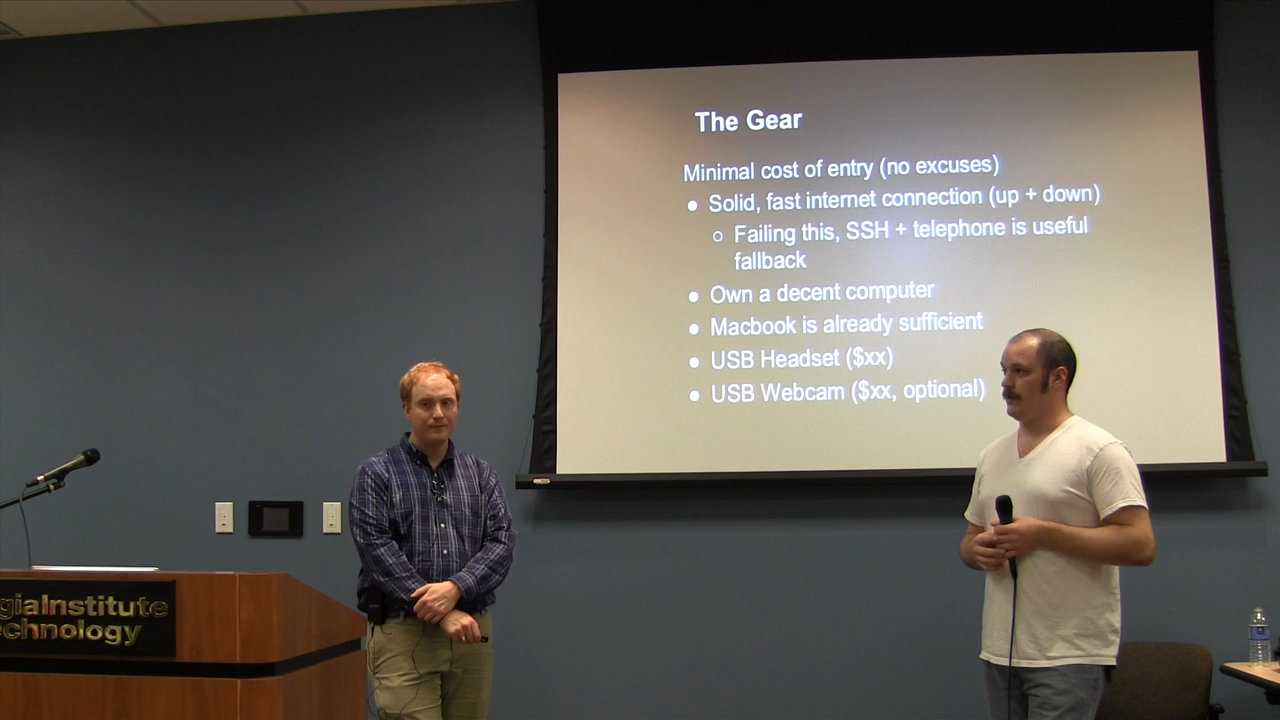 The Gear
Minimal cost of entry (no excuses)
● Solid, fast internet connection (up + down)
○ Failing this, SSH + telephone is useful
fallback
● Own a decent computer
● Macbook is already sufficient
● USB Headset ($xx)
● USB Webcam ($xx, optional)
giaInstitute
echnology